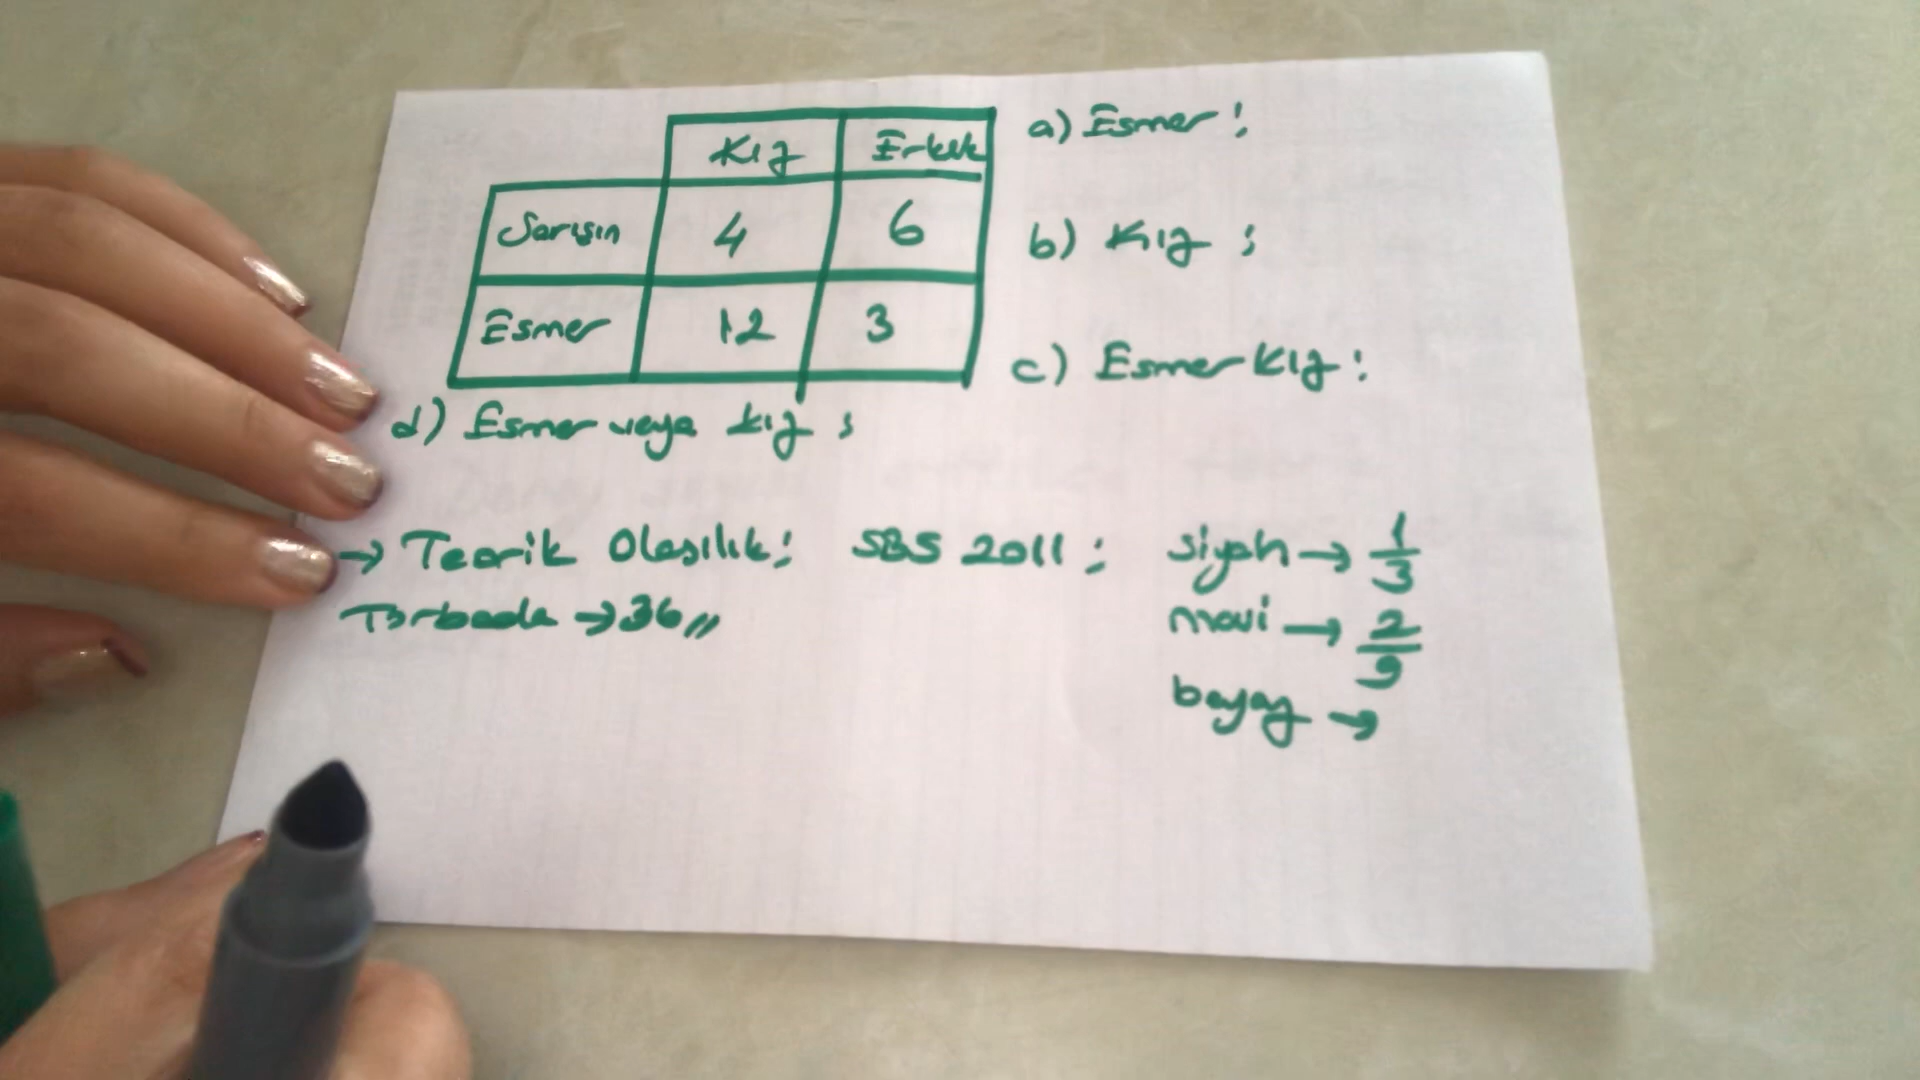 Kız Erkek
Sarışın 4 6
Esmer 12 3
a) Esmer:
b) Kız :
c) Esmer Kız :
d) Esmer veya kız :
→ Teorik Olasılık: SBS 2011 :
Torbada → 36 //
siyah → 1/3
mavi → 2/9
beyaz →